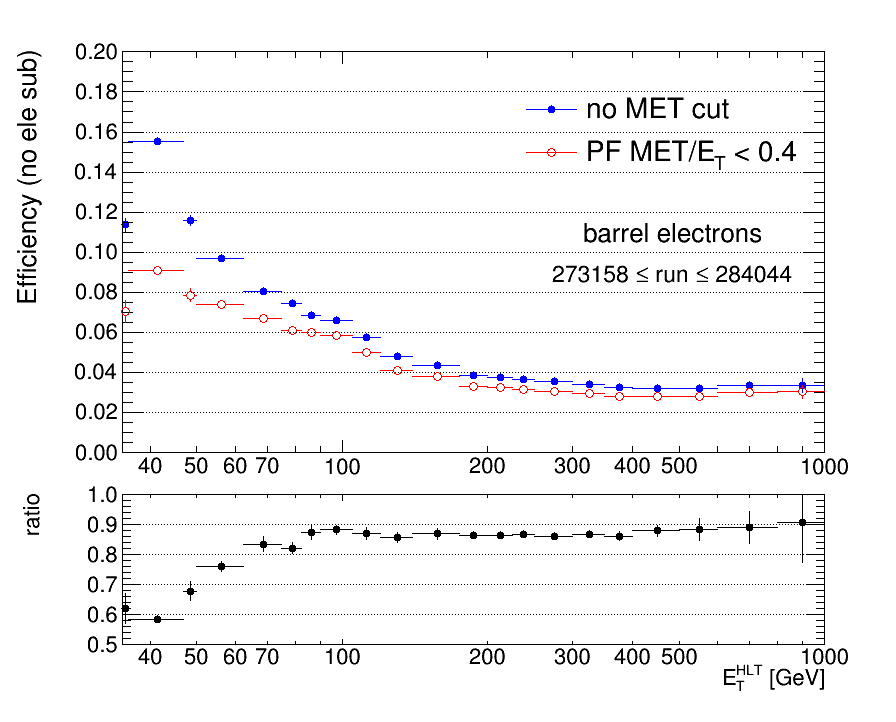 Efficiency (no ele sub)
0.20
0.18
0.16
0.14
0.12
0.10
0.08
0.06
0.04
0.02
0.00
no MET cut
PF MET/E_T < 0.4
barrel electrons
273158 ≤ run ≤ 284044
40 50 60 70 100 200 300 400 500 1000
ratio
1.0
0.9
0.8
0.7
0.6
0.5
40 50 60 70 100 200 300 400 500 1000
E_T^HLT [GeV]